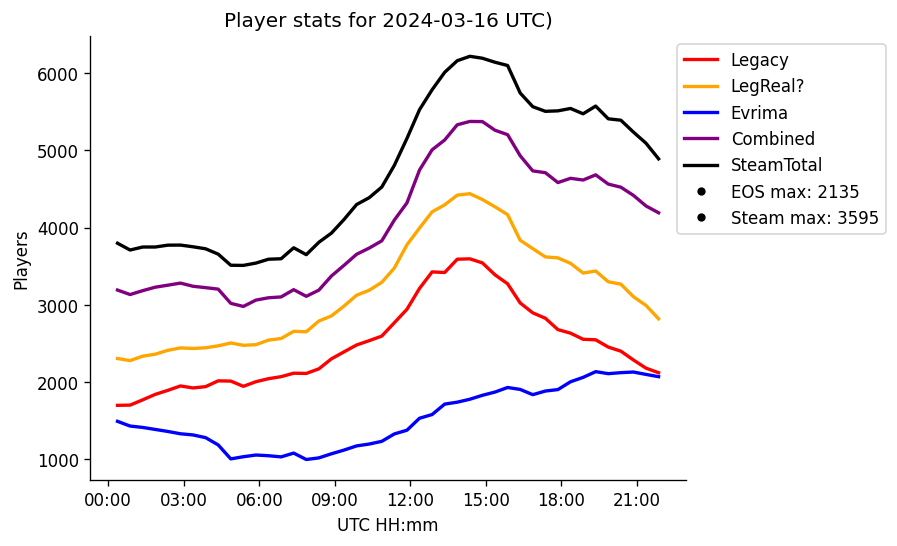 Player stats for 2024-03-16 UTC)
Players
6000
5000
4000
3000
2000
1000
00:00 03:00 06:00 09:00 12:00 15:00 18:00 21:00
UTC HH:mm
Legacy
LegReal?
Evrima
Combined
SteamTotal
EOS max: 2135
Steam max: 3595